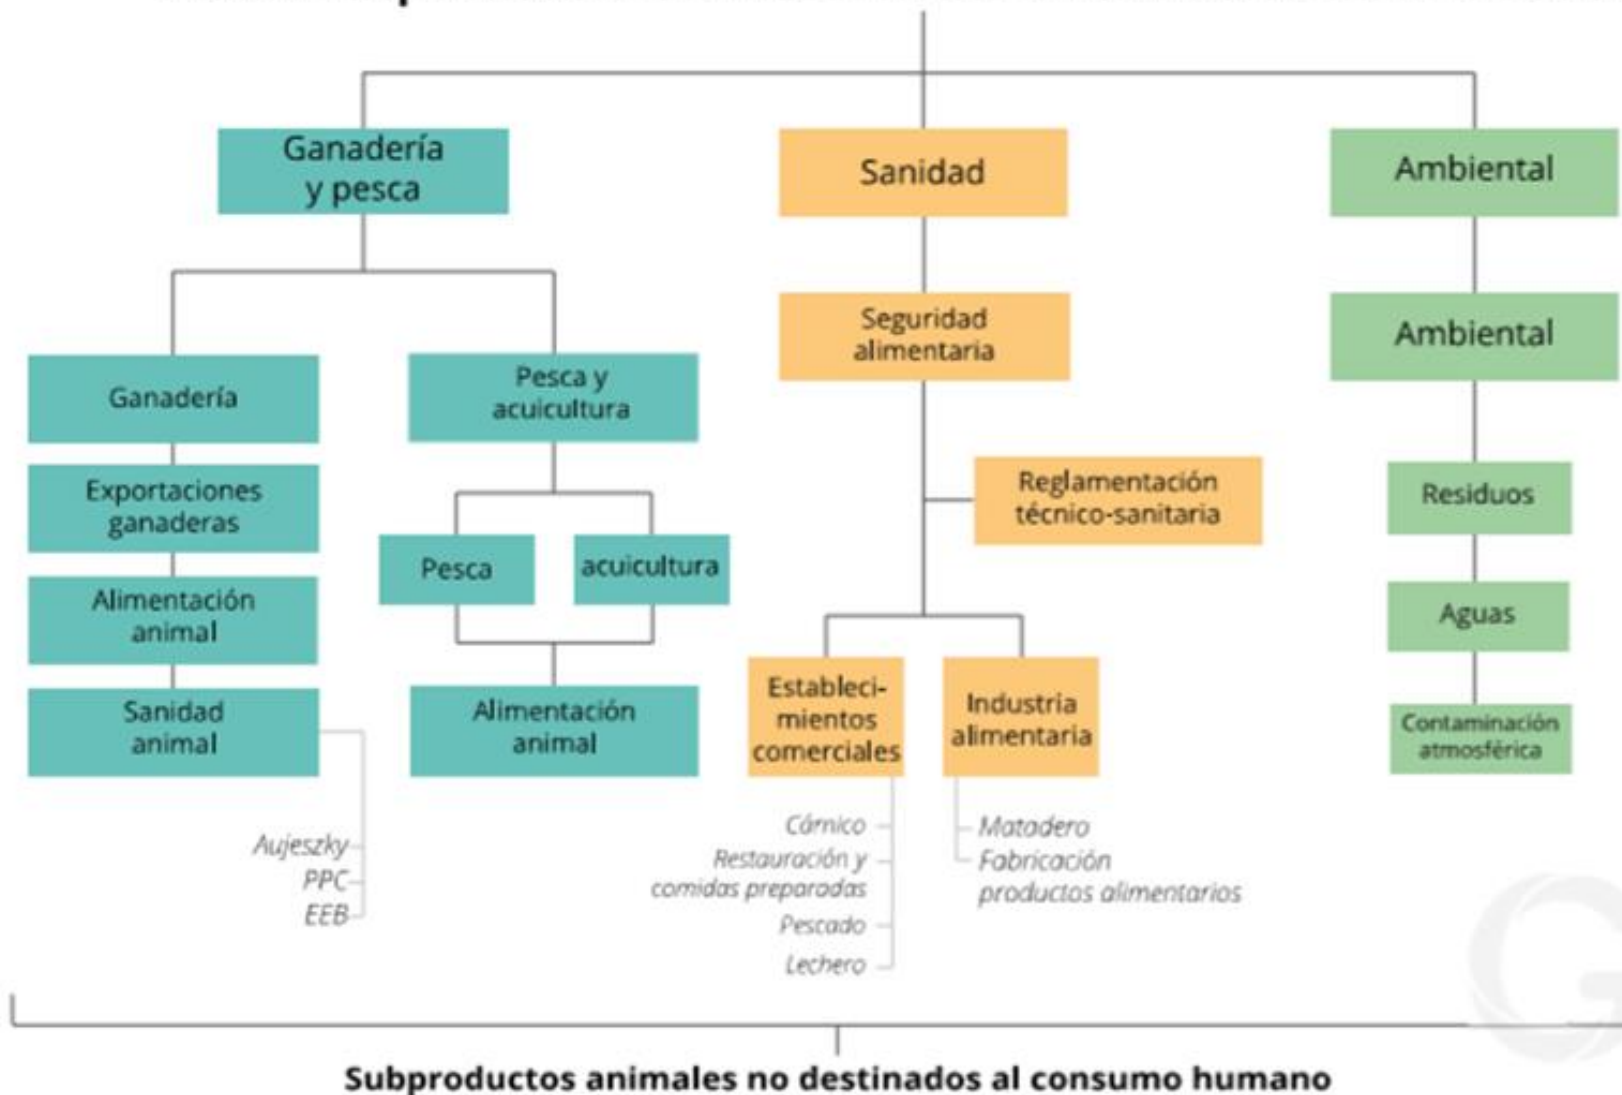 Ganadería
y pesca
Sanidad
Ambiental
Seguridad
alimentaria
Ambiental
Ganadería
Pesca y
acuicultura
Exportaciones
ganaderas
Reglamentación
técnico-sanitaria
Residuos
Pesca
acuicultura
Alimentación
animal
Aguas
Sanidad
animal
Alimentación
animal
Estableci-
mientos
comerciales
Industria
alimentaria
Contaminación
atmosférica
Aujeszky
PPC
EEB
Cárnico
Restauración y
comidas preparadas
Pescado
Lechero
Matadero
Fabricación
productos alimentarios
Subproductos animales no destinados al consumo humano